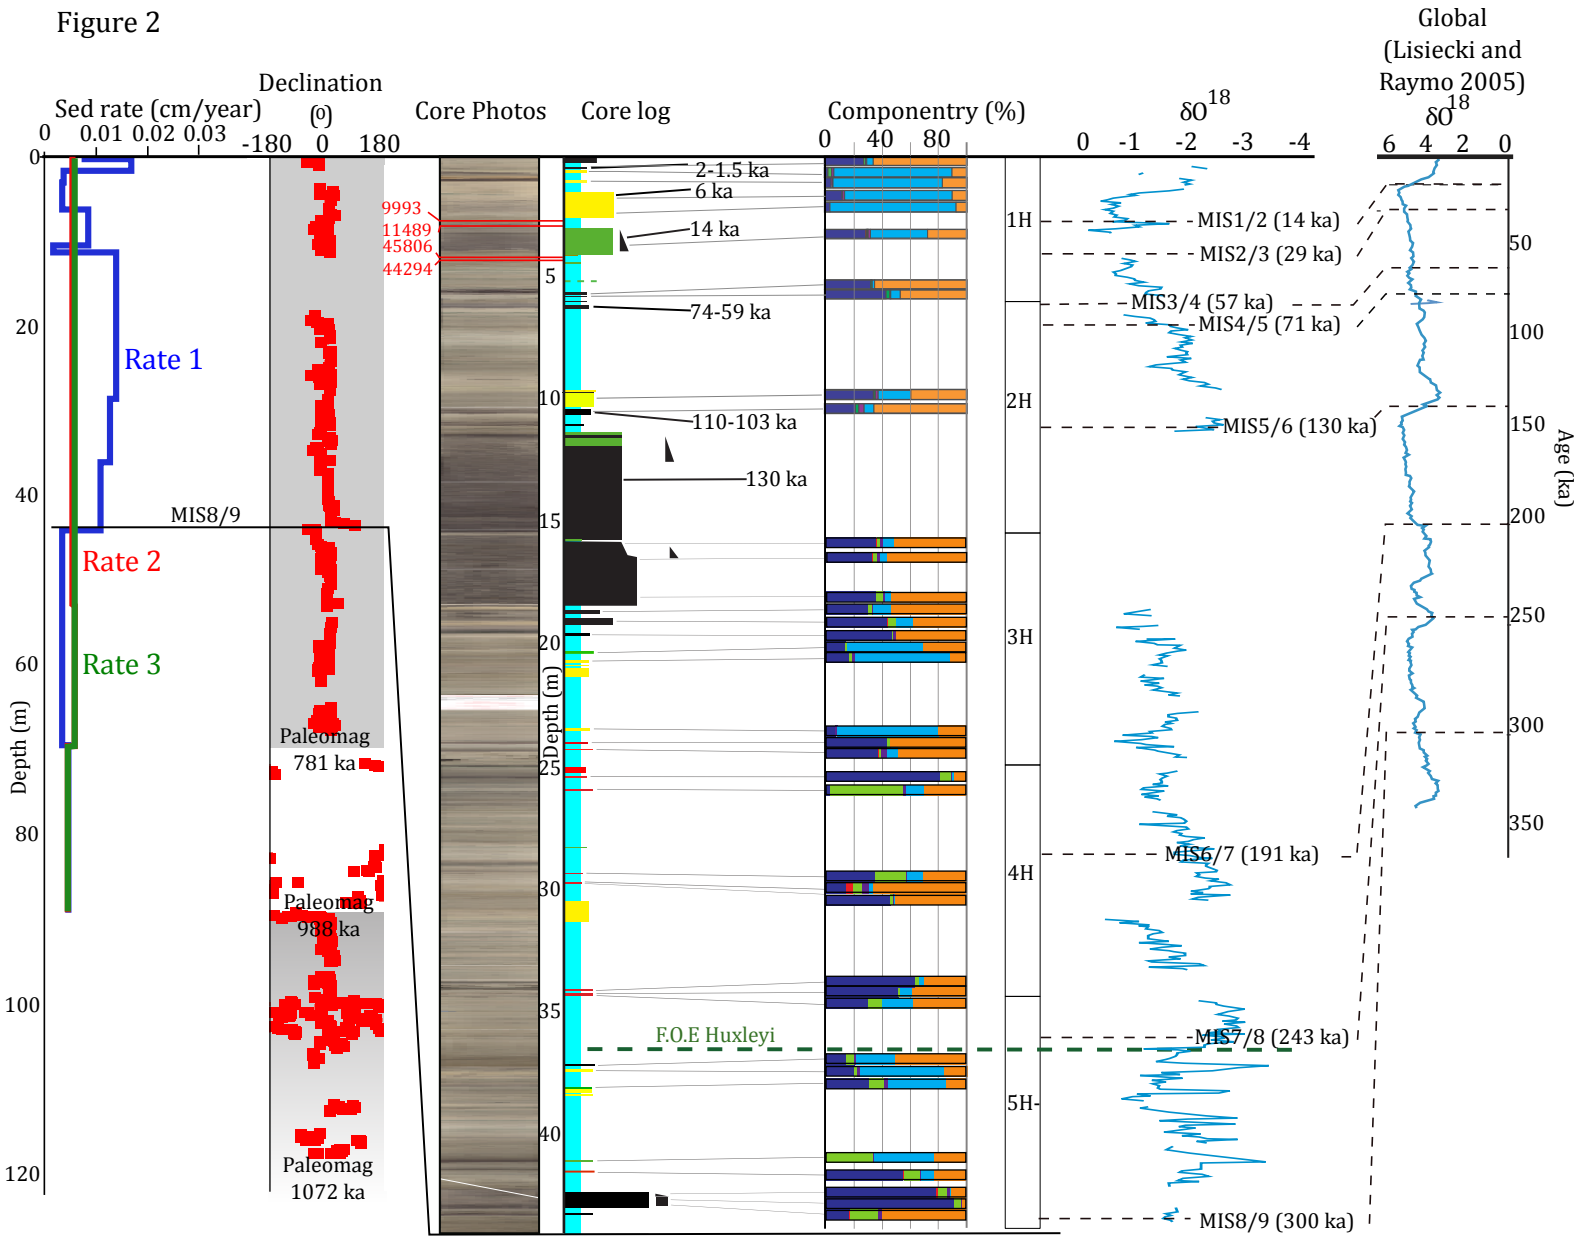 Figure 2
Global
(Lisiecki and
Raymo 2005)
δO18
Declination
(º)
Sed rate (cm/year)
Core Photos
Core log
Componentry (%)
δO18
0 0.01 0.02 0.03
-180 0 180
0 40 80
0 -1 -2 -3 -4
6 4 2 0
0
20
40
60
80
100
120
Depth (m)
Rate 1
Rate 2
Rate 3
MIS8/9
Paleomag
781 ka
Paleomag
988 ka
Paleomag
1072 ka
9993
11489
45806
44294
5
10
15
20
25
30
35
40
Depth (m)
2-1.5 ka
6 ka
14 ka
74-59 ka
110-103 ka
130 ka
F.O.E Huxleyi
1H
2H
3H
4H
5H
MIS1/2 (14 ka)
MIS2/3 (29 ka)
MIS3/4 (57 ka)
MIS4/5 (71 ka)
MIS5/6 (130 ka)
MIS6/7 (191 ka)
MIS7/8 (243 ka)
MIS8/9 (300 ka)
50
100
150
200
250
300
350
Age (ka)